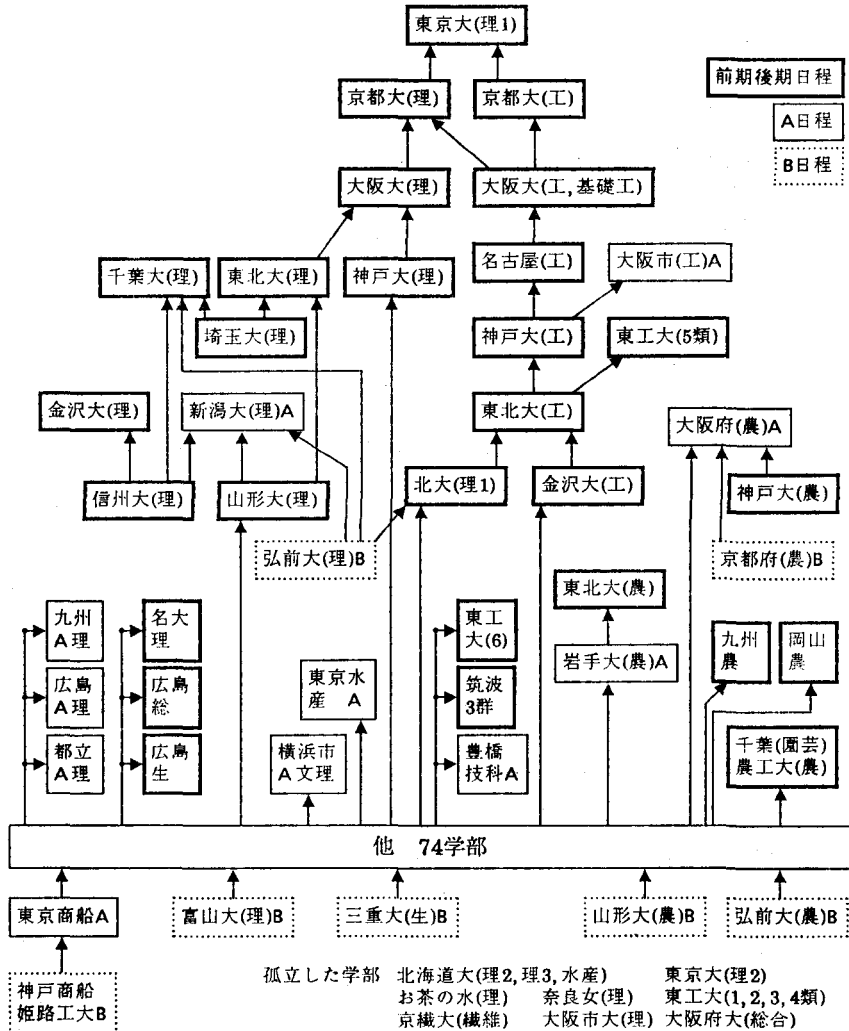 東京大(理1)
前期後期日程
京都大(理)
京都大(工)
A日程
B日程
大阪大(理)
大阪大(工,基礎工)
千葉大(理)
東北大(理)
神戸大(理)
名古屋(工)
大阪市(工)A
埼玉大(理)
神戸大(工)
東工大(5類)
金沢大(理)
新潟大(理)A
東北大(工)
大阪府(農)A
信州大(理)
山形大(理)
北大(理1)
金沢大(工)
神戸大(農)
弘前大(理)B
京都府(農)B
東北大(農)
九州
A理
名大
理
東工
大(6)
岩手大(農)A
九州
農
岡山
農
広島
A理
広島
総
東京水
産 A
筑波
3群
都立
A理
広島
生
横浜市
A文理
豊橋
技科A
千葉(園芸)
農工大(農)
他 74学部
東京商船A
富山大(理)B
三重大(生)B
山形大(農)B
弘前大(農)B
神戸商船
姫路工大B
孤立した学部 北海道大(理2,理3,水産) 東京大(理2)
お茶の水(理) 奈良女(理) 東工大(1,2,3,4類)
京繊大(繊維) 大阪市大(理) 大阪府大(総合)